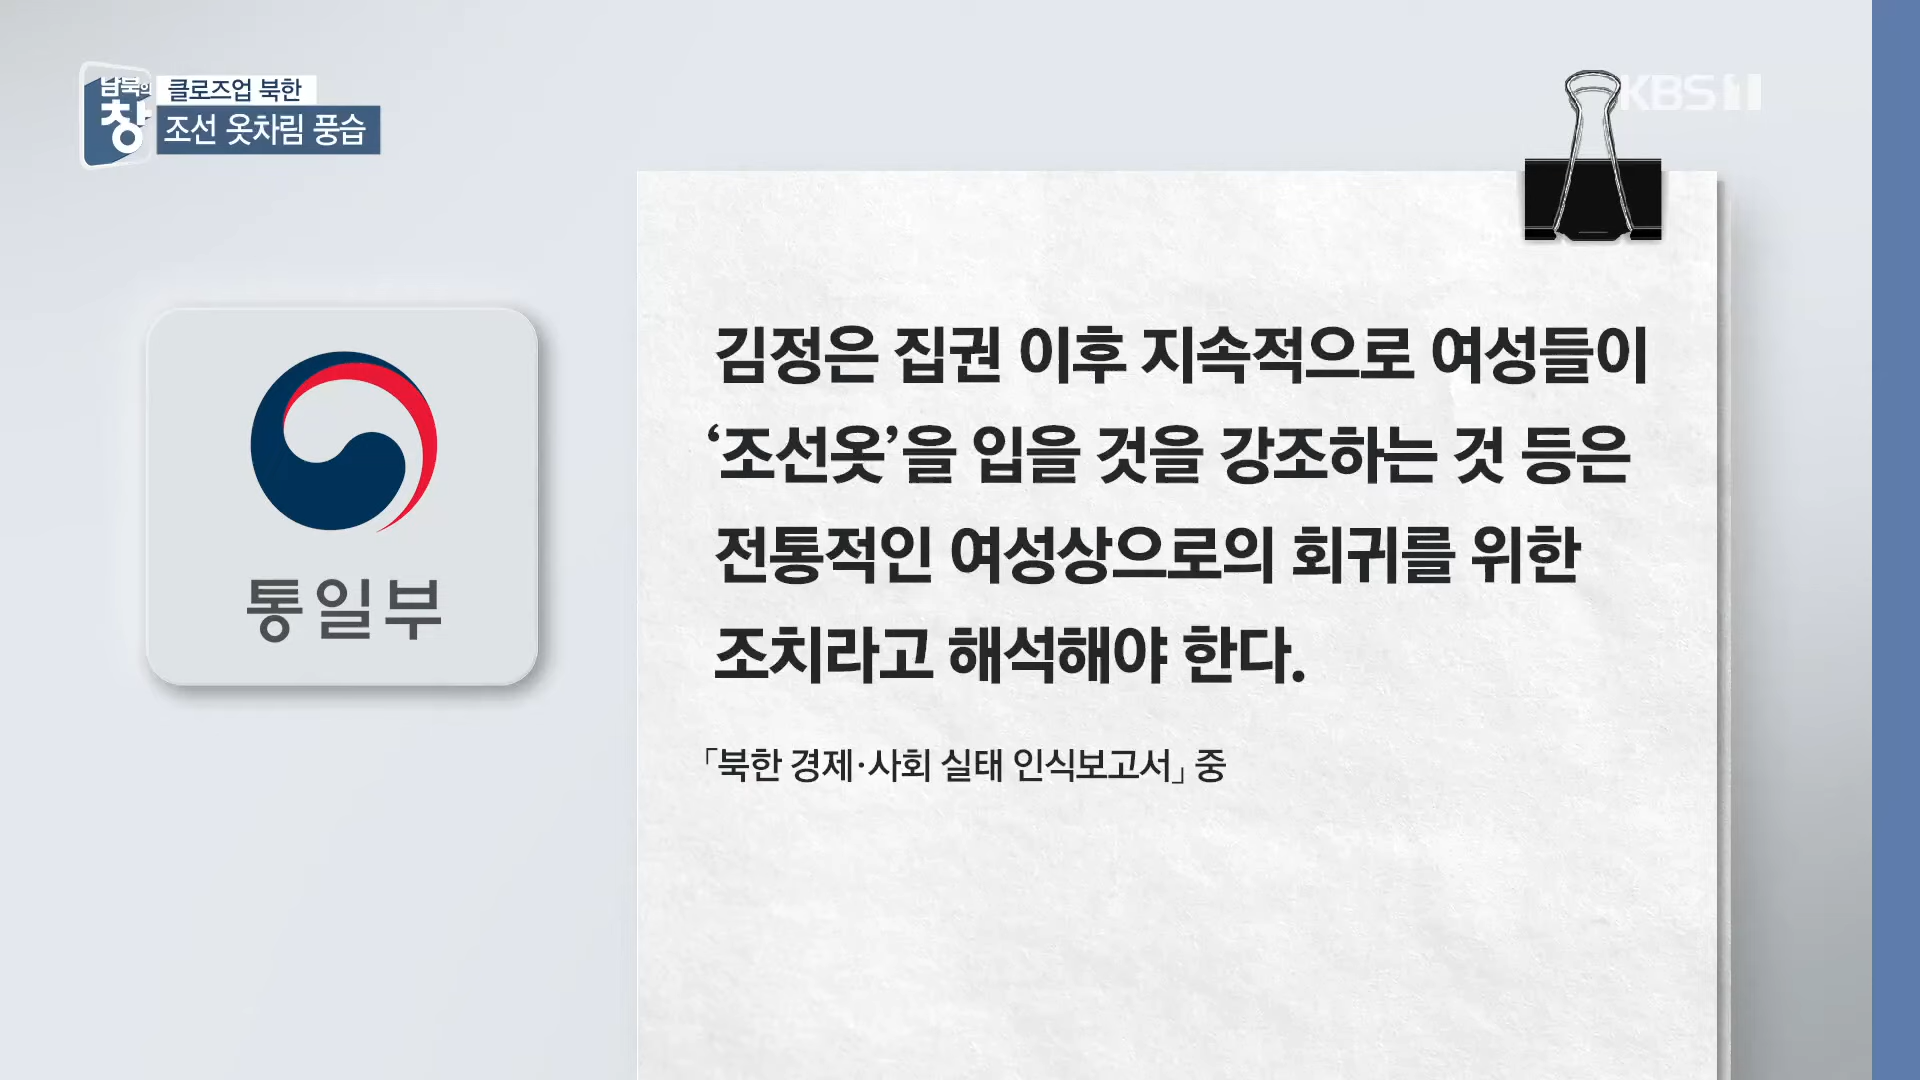 남북의 창
클로즈업 북한
조선 옷차림 풍습
KBS 1
통일부
김정은 집권 이후 지속적으로 여성들이
‘조선옷’을 입을 것을 강조하는 것 등은
전통적인 여성상으로의 회귀를 위한
조치라고 해석해야 한다.
「북한 경제·사회 실태 인식보고서」 중